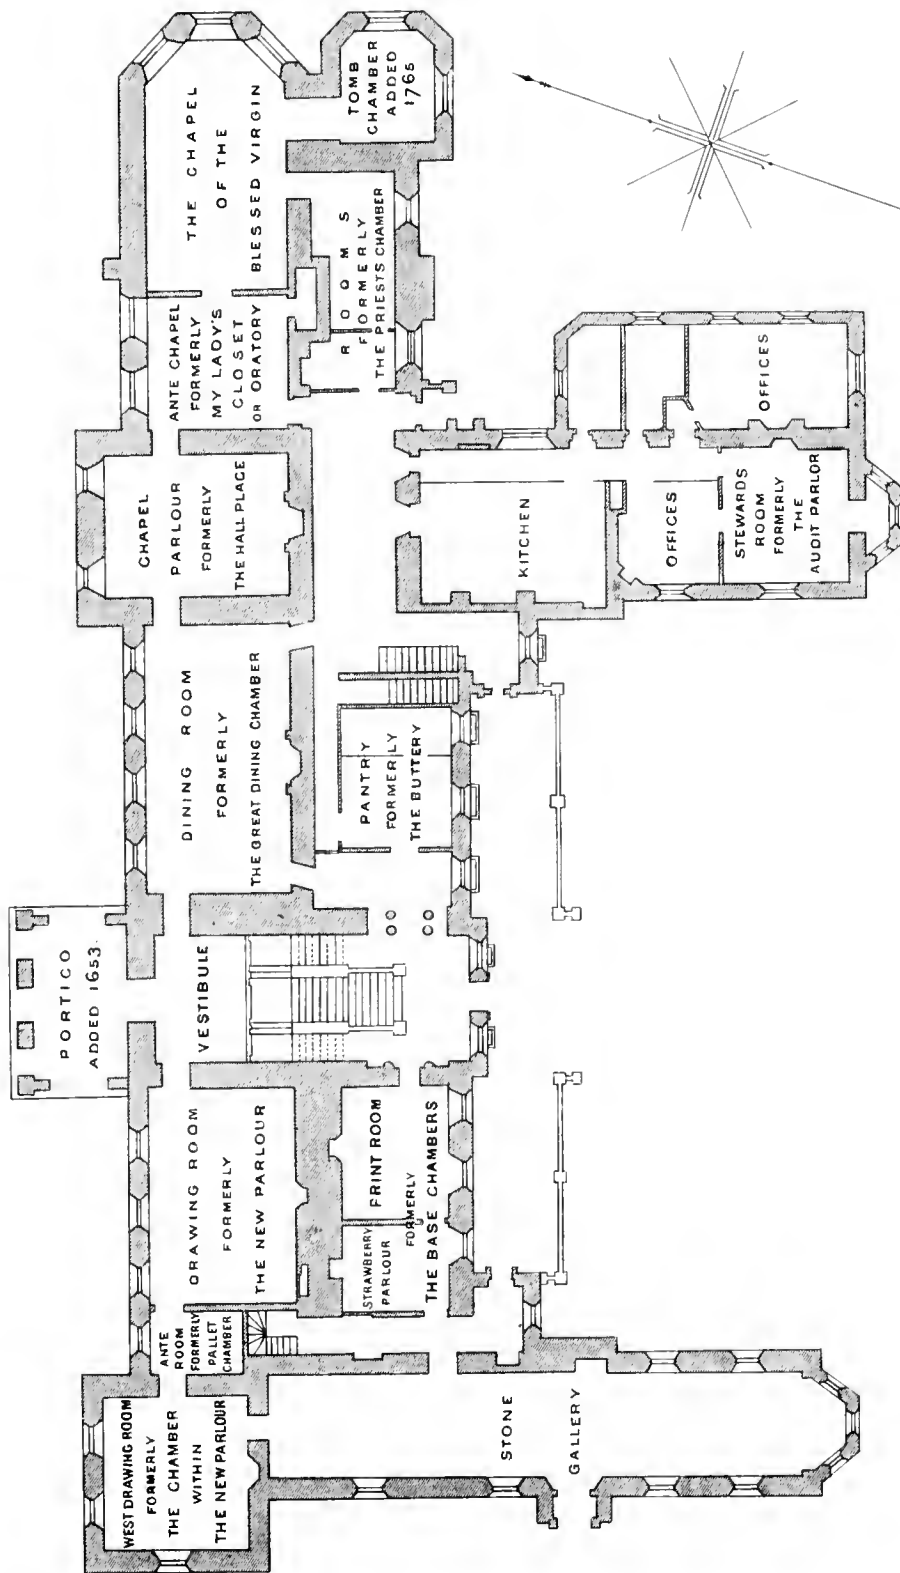 WEST DRAWING ROOM
FORMERLY
THE CHAMBER
WITHIN
THE NEW PARLOUR
ANTE
ROOM
FORMERLY
PALLET
CHAMBER
DRAWING ROOM
FORMERLY
THE NEW PARLOUR
PORTICO
ADDED 1653.
VESTIBULE
DINING ROOM
FORMERLY
THE GREAT DINING CHAMBER
CHAPEL
PARLOUR
FORMERLY
THE HALL PLACE
ANTE CHAPEL
FORMERLY
MY LADY'S
CLOSET
OR ORATORY
THE CHAPEL
OF THE
BLESSED VIRGIN
TOMB
CHAMBER
ADDED
1765
ROOMS
FORMERLY
THE PRIESTS CHAMBER
STRAWBERRY
PARLOUR
PRINT ROOM
FORMERLY
THE BASE CHAMBERS
PANTRY
FORMERLY
THE BUTTERY
KITCHEN
OFFICES
OFFICES
STEWARDS
ROOM
FORMERLY
THE
AUDIT PARLOR
STONE
GALLERY